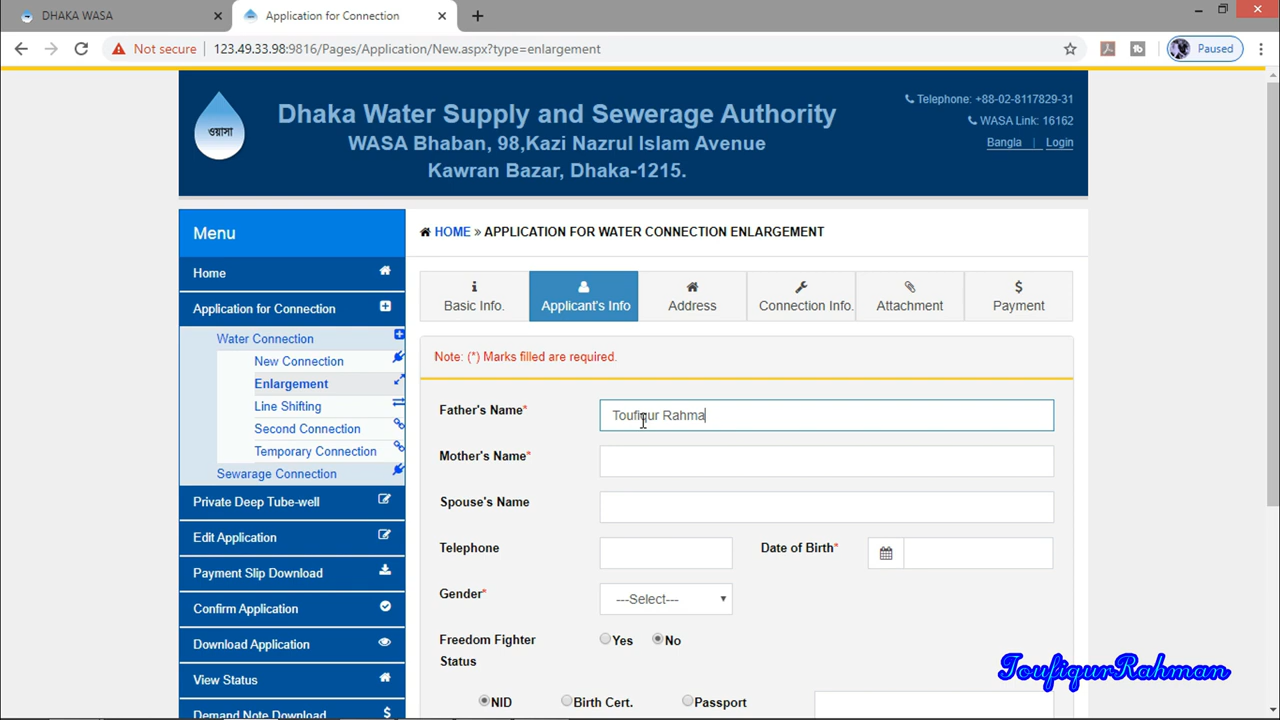 DHAKA WASA
Application for Connection
Not secure
123.49.33.98:9816/Pages/Application/New.aspx?type=enlargement
Paused
ওয়াসা
Dhaka Water Supply and Sewerage Authority
WASA Bhaban, 98,Kazi Nazrul Islam Avenue
Kawran Bazar, Dhaka-1215.
Telephone: +88-02-8117829-31
WASA Link: 16162
Bangla | Login
Menu
Home
Application for Connection
Water Connection
New Connection
Enlargement
Line Shifting
Second Connection
Temporary Connection
Sewarage Connection
Private Deep Tube-well
Edit Application
Payment Slip Download
Confirm Application
Download Application
View Status
Demand Note Download
HOME » APPLICATION FOR WATER CONNECTION ENLARGEMENT
Basic Info.
Applicant's Info
Address
Connection Info.
Attachment
Payment
Note: (*) Marks filled are required.
Father's Name*
Toufiqur Rahma
Mother's Name*
Spouse's Name
Telephone
Date of Birth*
Gender*
---Select---
Freedom Fighter
Status
Yes No
NID Birth Cert. Passport
ToufiqurRahman